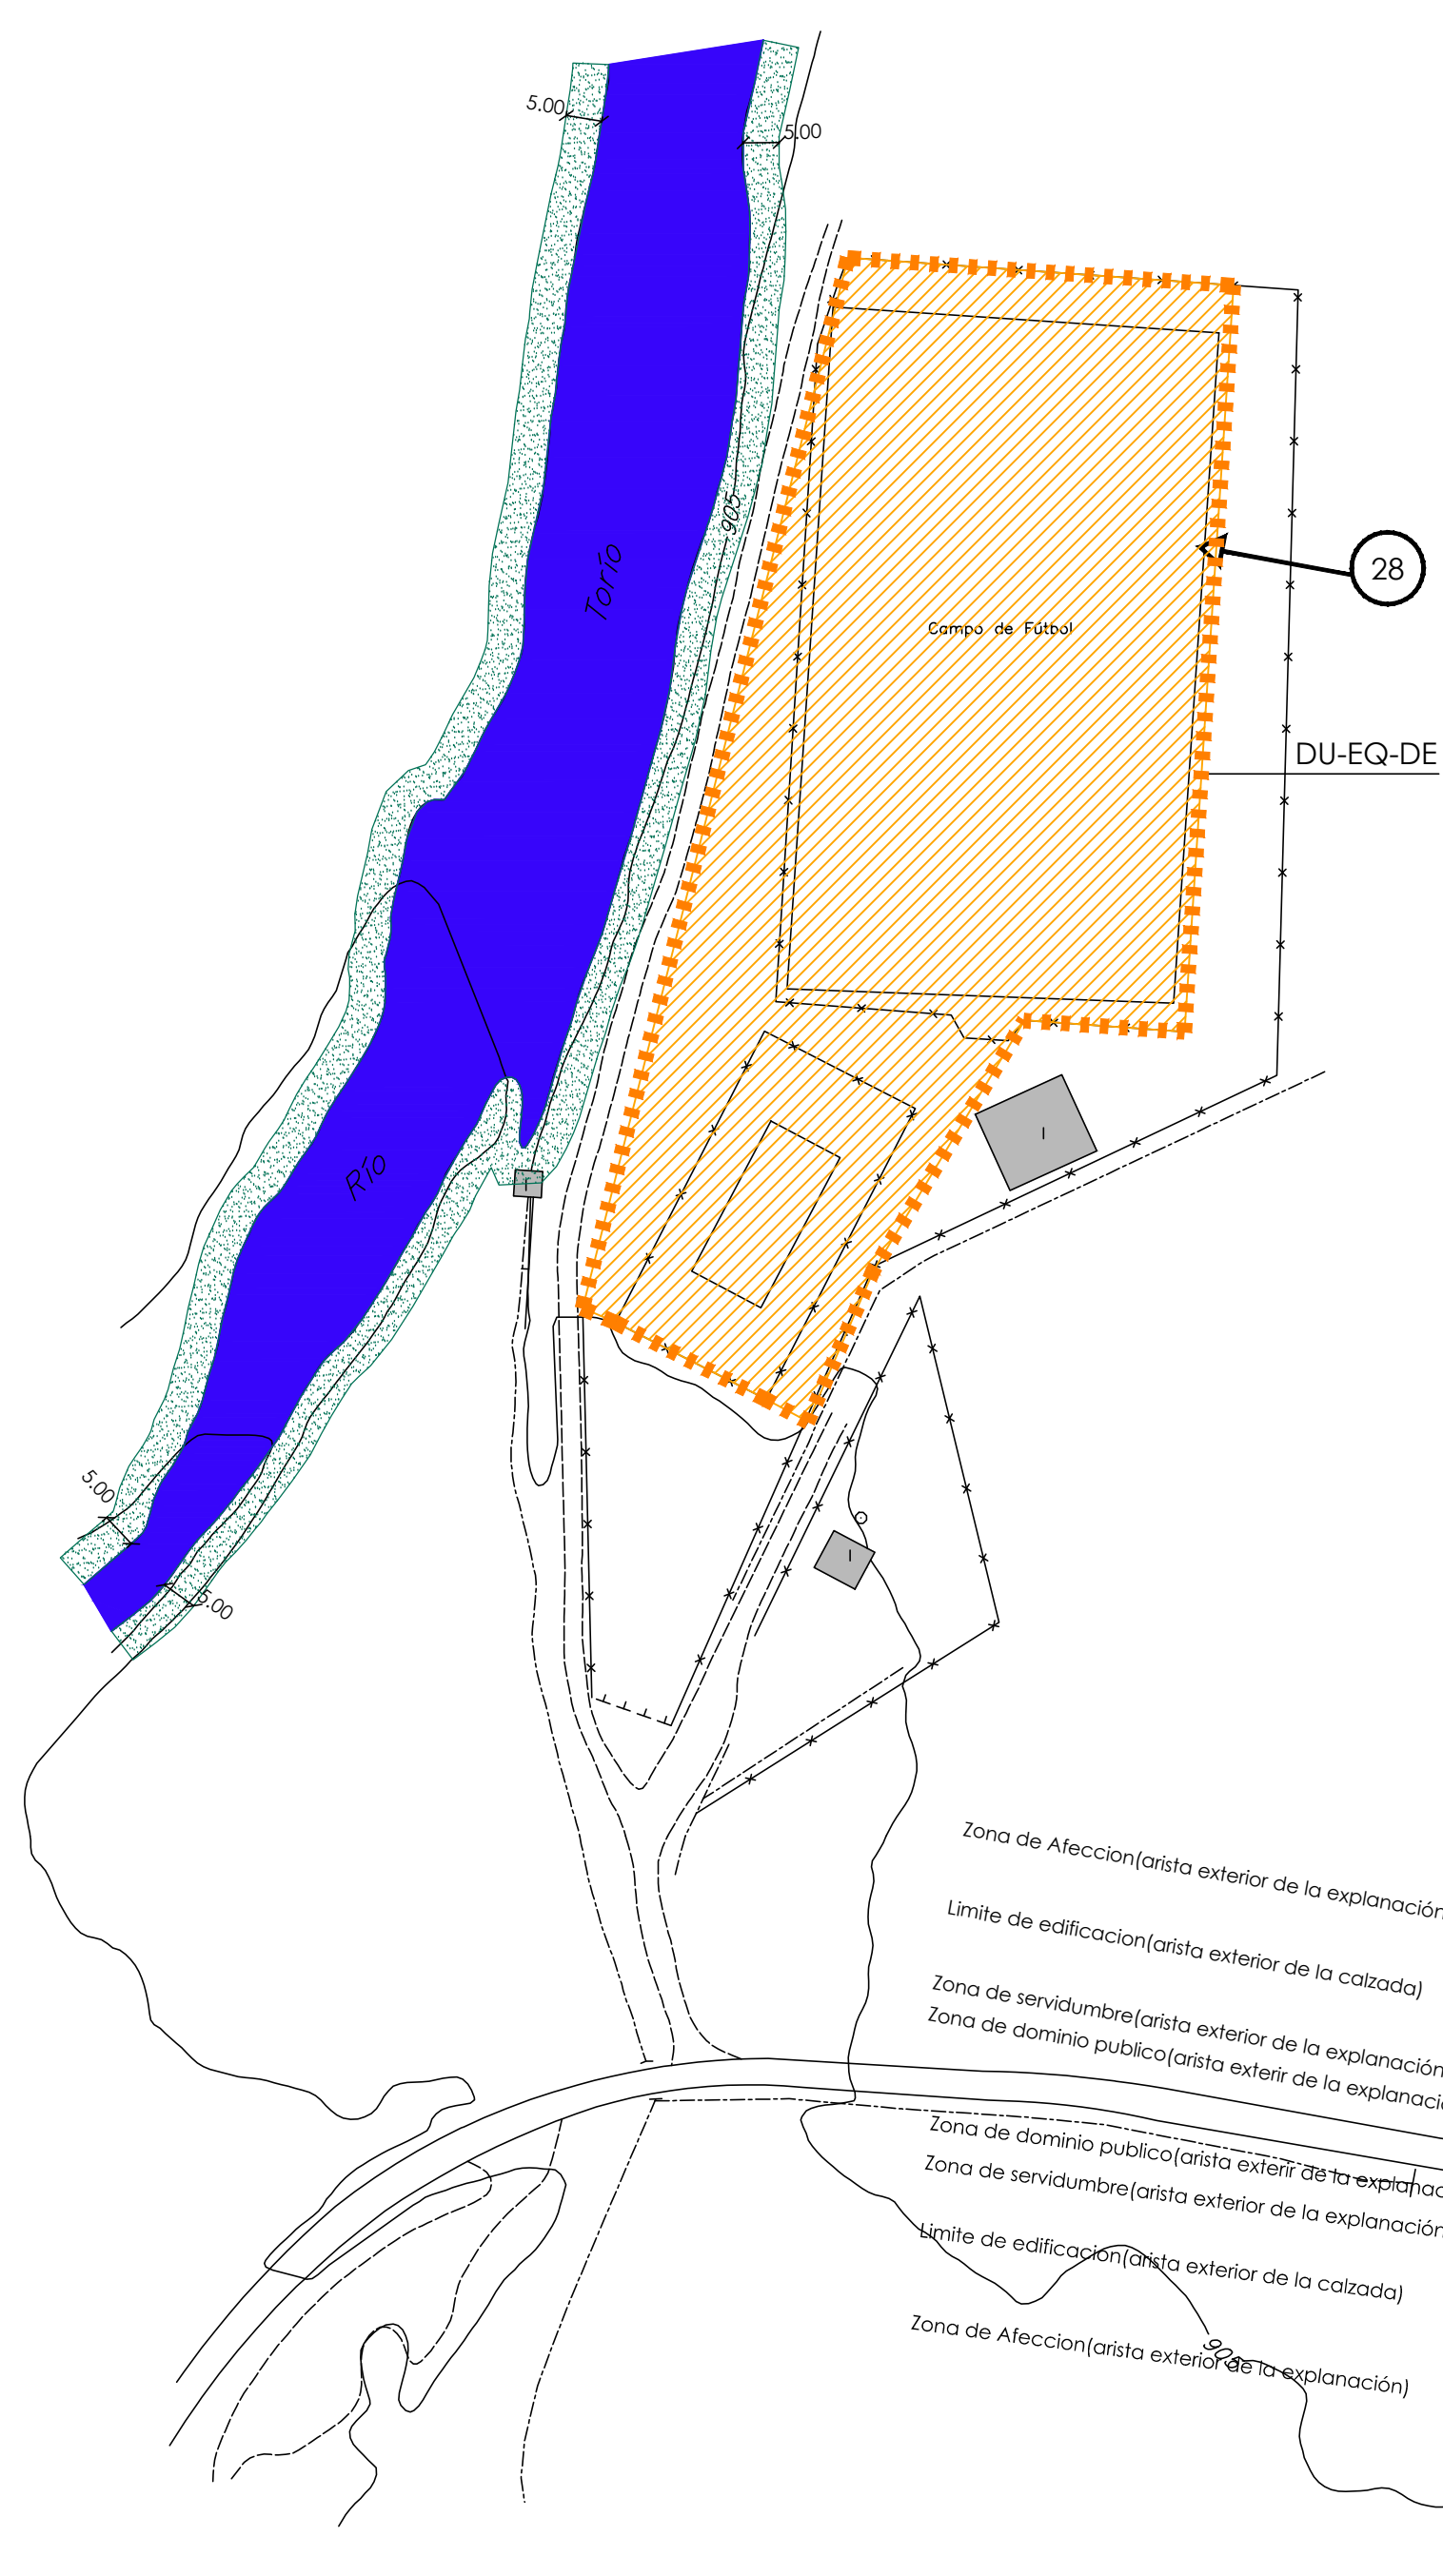 5.00
5.00
905
28
Torío
Campo de Fútbol
DU-EQ-DE
I
Río
I
5.00
I
5.00
Zona de Afeccion(arista exterior de la explanación
Limite de edificacion(arista exterior de la calzada)
Zona de servidumbre(arista exterior de la explanación
Zona de dominio publico(arista exterir de la explanació
Zona de dominio publico(arista exterir de la explanac
Zona de servidumbre(arista exterior de la explanación
Limite de edificacion(arista exterior de la calzada)
Zona de Afeccion(arista exterior de la explanación)
905